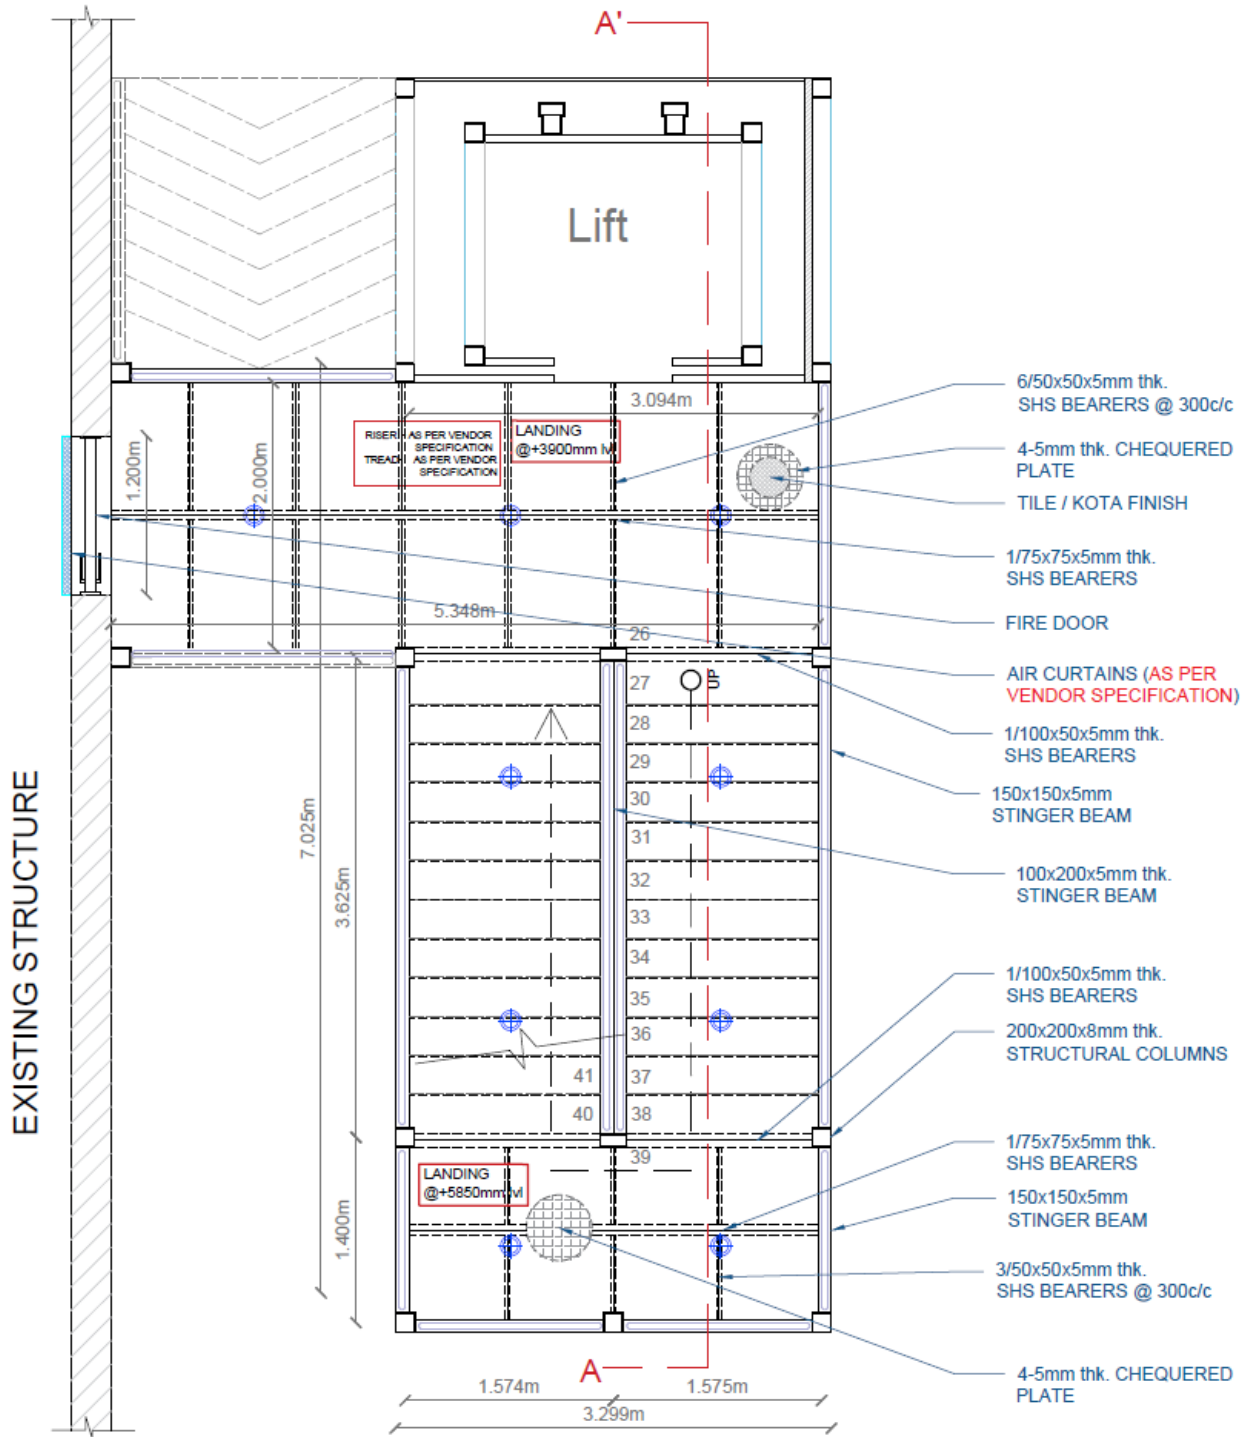 A'
Lift
6/50x50x5mm thk.
SHS BEARERS @ 300c/c
3.094m
RISER: AS PER VENDOR
SPECIFICATION
TREAD: AS PER VENDOR
SPECIFICATION
LANDING
@+3900mm lvl
4-5mm thk. CHEQUERED
PLATE
TILE / KOTA FINISH
1.200m
2.000m
1/75x75x5mm thk.
SHS BEARERS
5.348m
FIRE DOOR
26
AIR CURTAINS (AS PER
VENDOR SPECIFICATION)
27
UP
28
1/100x50x5mm thk.
SHS BEARERS
29
30
150x150x5mm
STINGER BEAM
31
7.025m
3.625m
32
100x200x5mm thk.
STINGER BEAM
33
34
35
1/100x50x5mm thk.
SHS BEARERS
36
200x200x8mm thk.
STRUCTURAL COLUMNS
41
37
40
38
EXISTING STRUCTURE
39
1/75x75x5mm thk.
SHS BEARERS
LANDING
@+5850mm lvl
150x150x5mm
STINGER BEAM
1.400m
3/50x50x5mm thk.
SHS BEARERS @ 300c/c
A
4-5mm thk. CHEQUERED
PLATE
1.574m
1.575m
3.299m